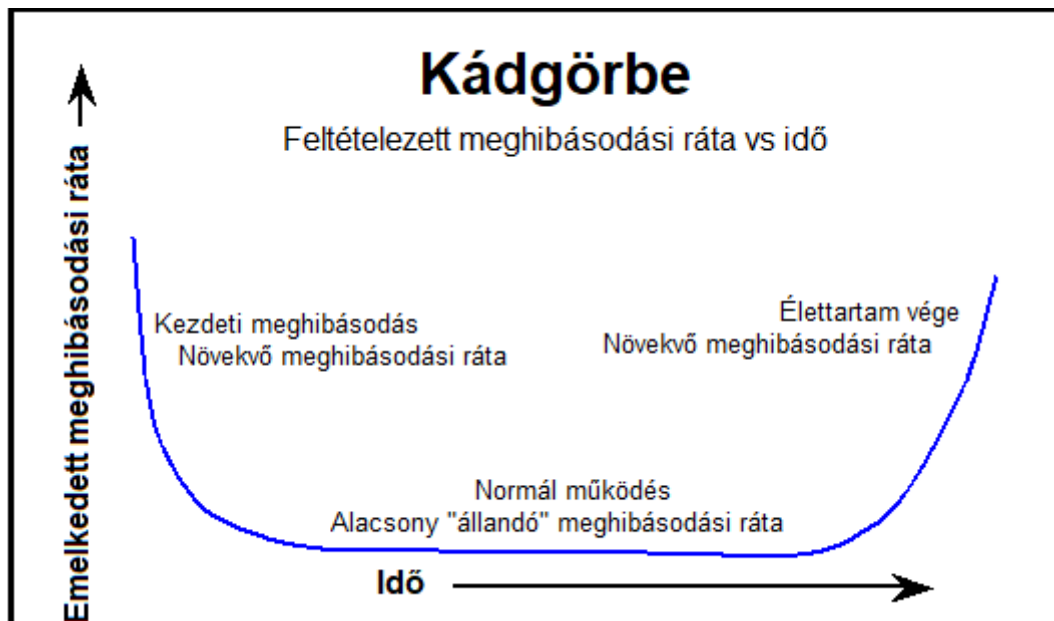 Kádgörbe
Feltételezett meghibásodási ráta vs idő
Emelkedett meghibásodási ráta
Kezdeti meghibásodás
Növekvő meghibásodási ráta
Élettartam vége
Növekvő meghibásodási ráta
Normál működés
Alacsony "állandó" meghibásodási ráta
Idő